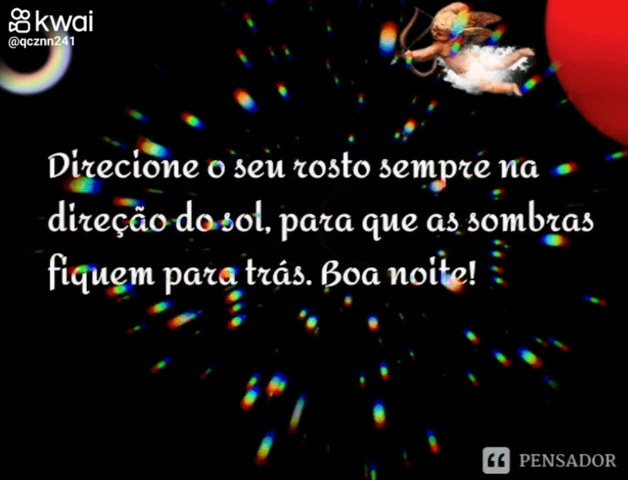 kwai
@qcznn241
Direcione o seu rosto sempre na
direção do sol, para que as sombras
fiquem para trás. Boa noite!
PENSADOR